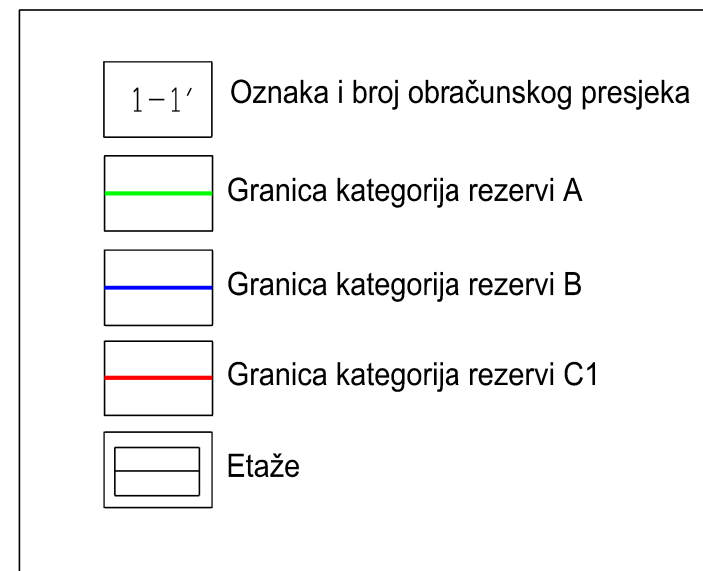 1-1' Oznaka i broj obračunskog presjeka
Granica kategorija rezervi A
Granica kategorija rezervi B
Granica kategorija rezervi C1
Etaže